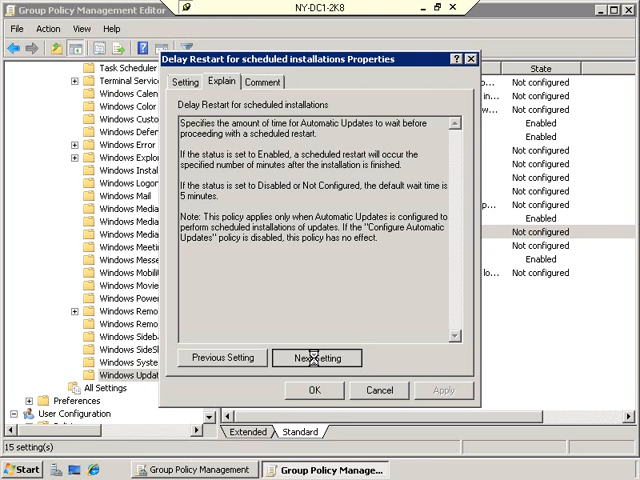 NY-DC1-2K8
Group Policy Management Editor
File Action View Help
Delay Restart for scheduled installations Properties
Setting Explain Comment
Delay Restart for scheduled installations
Specifies the amount of time for Automatic Updates to wait before
proceeding with a scheduled restart.
If the status is set to Enabled, a scheduled restart will occur the
specified number of minutes after the installation is finished.
If the status is set to Disabled or Not Configured, the default wait time is
5 minutes.
Note: This policy applies only when Automatic Updates is configured to
perform scheduled installations of updates. If the "Configure Automatic
Updates" policy is disabled, this policy has no effect.
Previous Setting
Next Setting
OK
Cancel
Apply
Task Scheduler
Terminal Servic
Windows Calen
Windows Color
Windows Custo
Windows Defer
Windows Error
Windows Explo
Windows Instal
Windows Logor
Windows Mail
Windows Media
Windows Media
Windows Media
Windows Meetir
Windows Messe
Windows Mobilit
Windows Movie
Windows Power
Windows Remo
Windows Remo
Windows Sideb
Windows SideSh
Windows Syste
Windows Updat
All Settings
Preferences
User Configuration
State
p... Not configured
in... Not configured
w... Not configured
Enabled
Enabled
Not configured
Not configured
Not configured
Not configured
p... Not configured
Enabled
Not configured
Not configured
Enabled
lo... Not configured
Extended Standard
15 setting(s)
Start
Group Policy Management
Group Policy Manage...